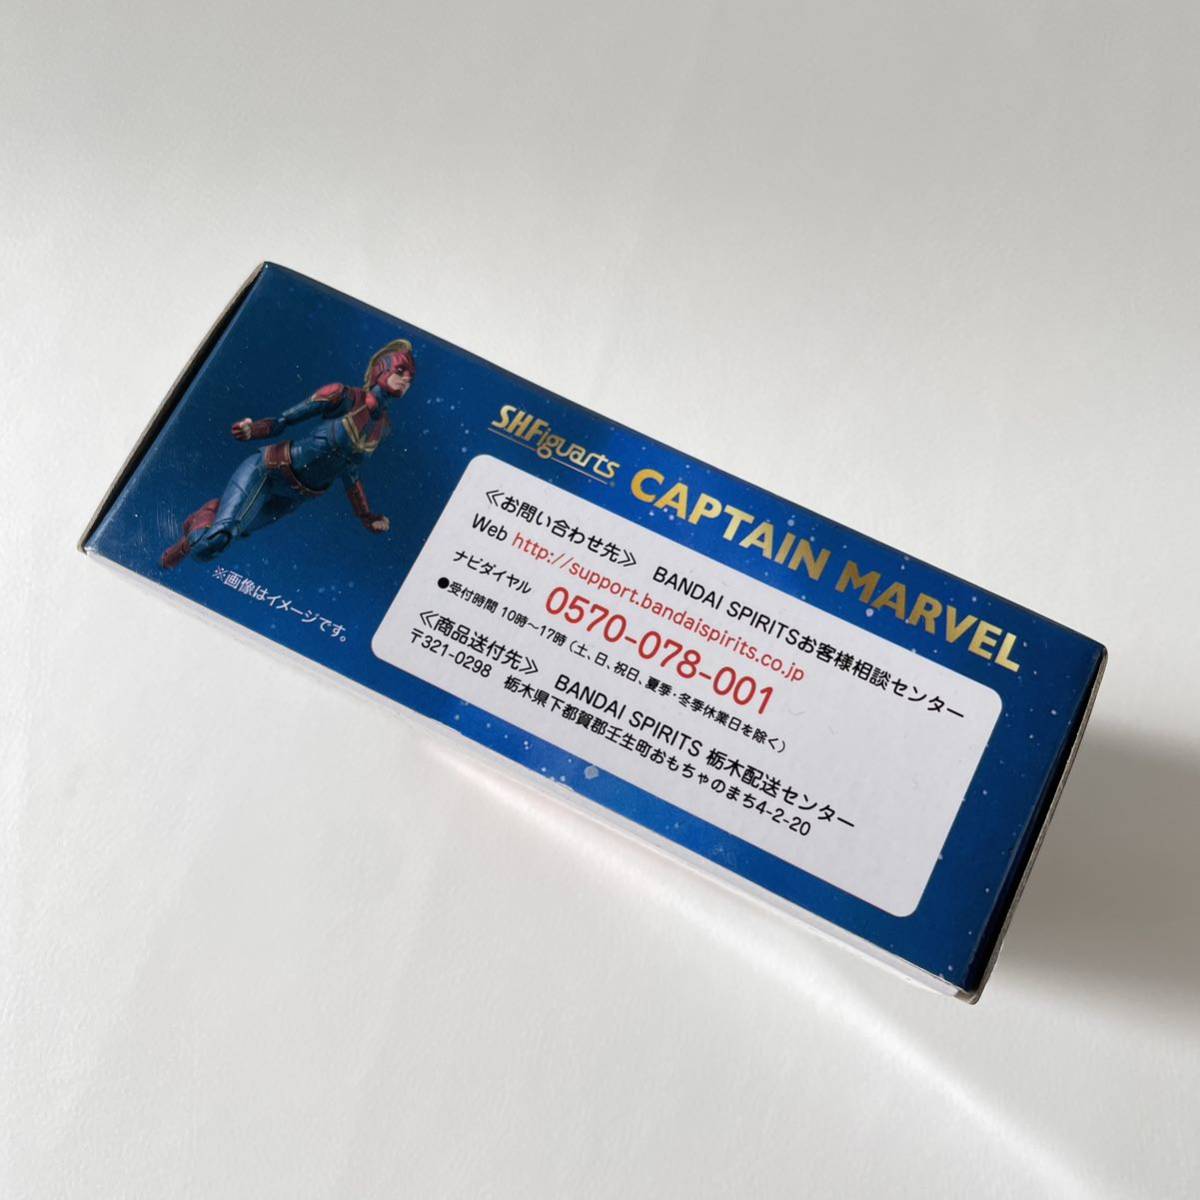 SHFiguarts CAPTAIN MARVEL
≪お問い合わせ先≫ BANDAI SPIRITSお客様相談センター
Web http://support.bandaispirits.co.jp
ナビダイヤル 0570-078-001
●受付時間 10時～17時(土、日、祝日、夏季・冬季休業日を除く)
≪商品送付先≫ BANDAI SPIRITS 栃木配送センター
〒321-0298 栃木県下都賀郡壬生町おもちゃのまち4-2-20
※画像はイメージです。